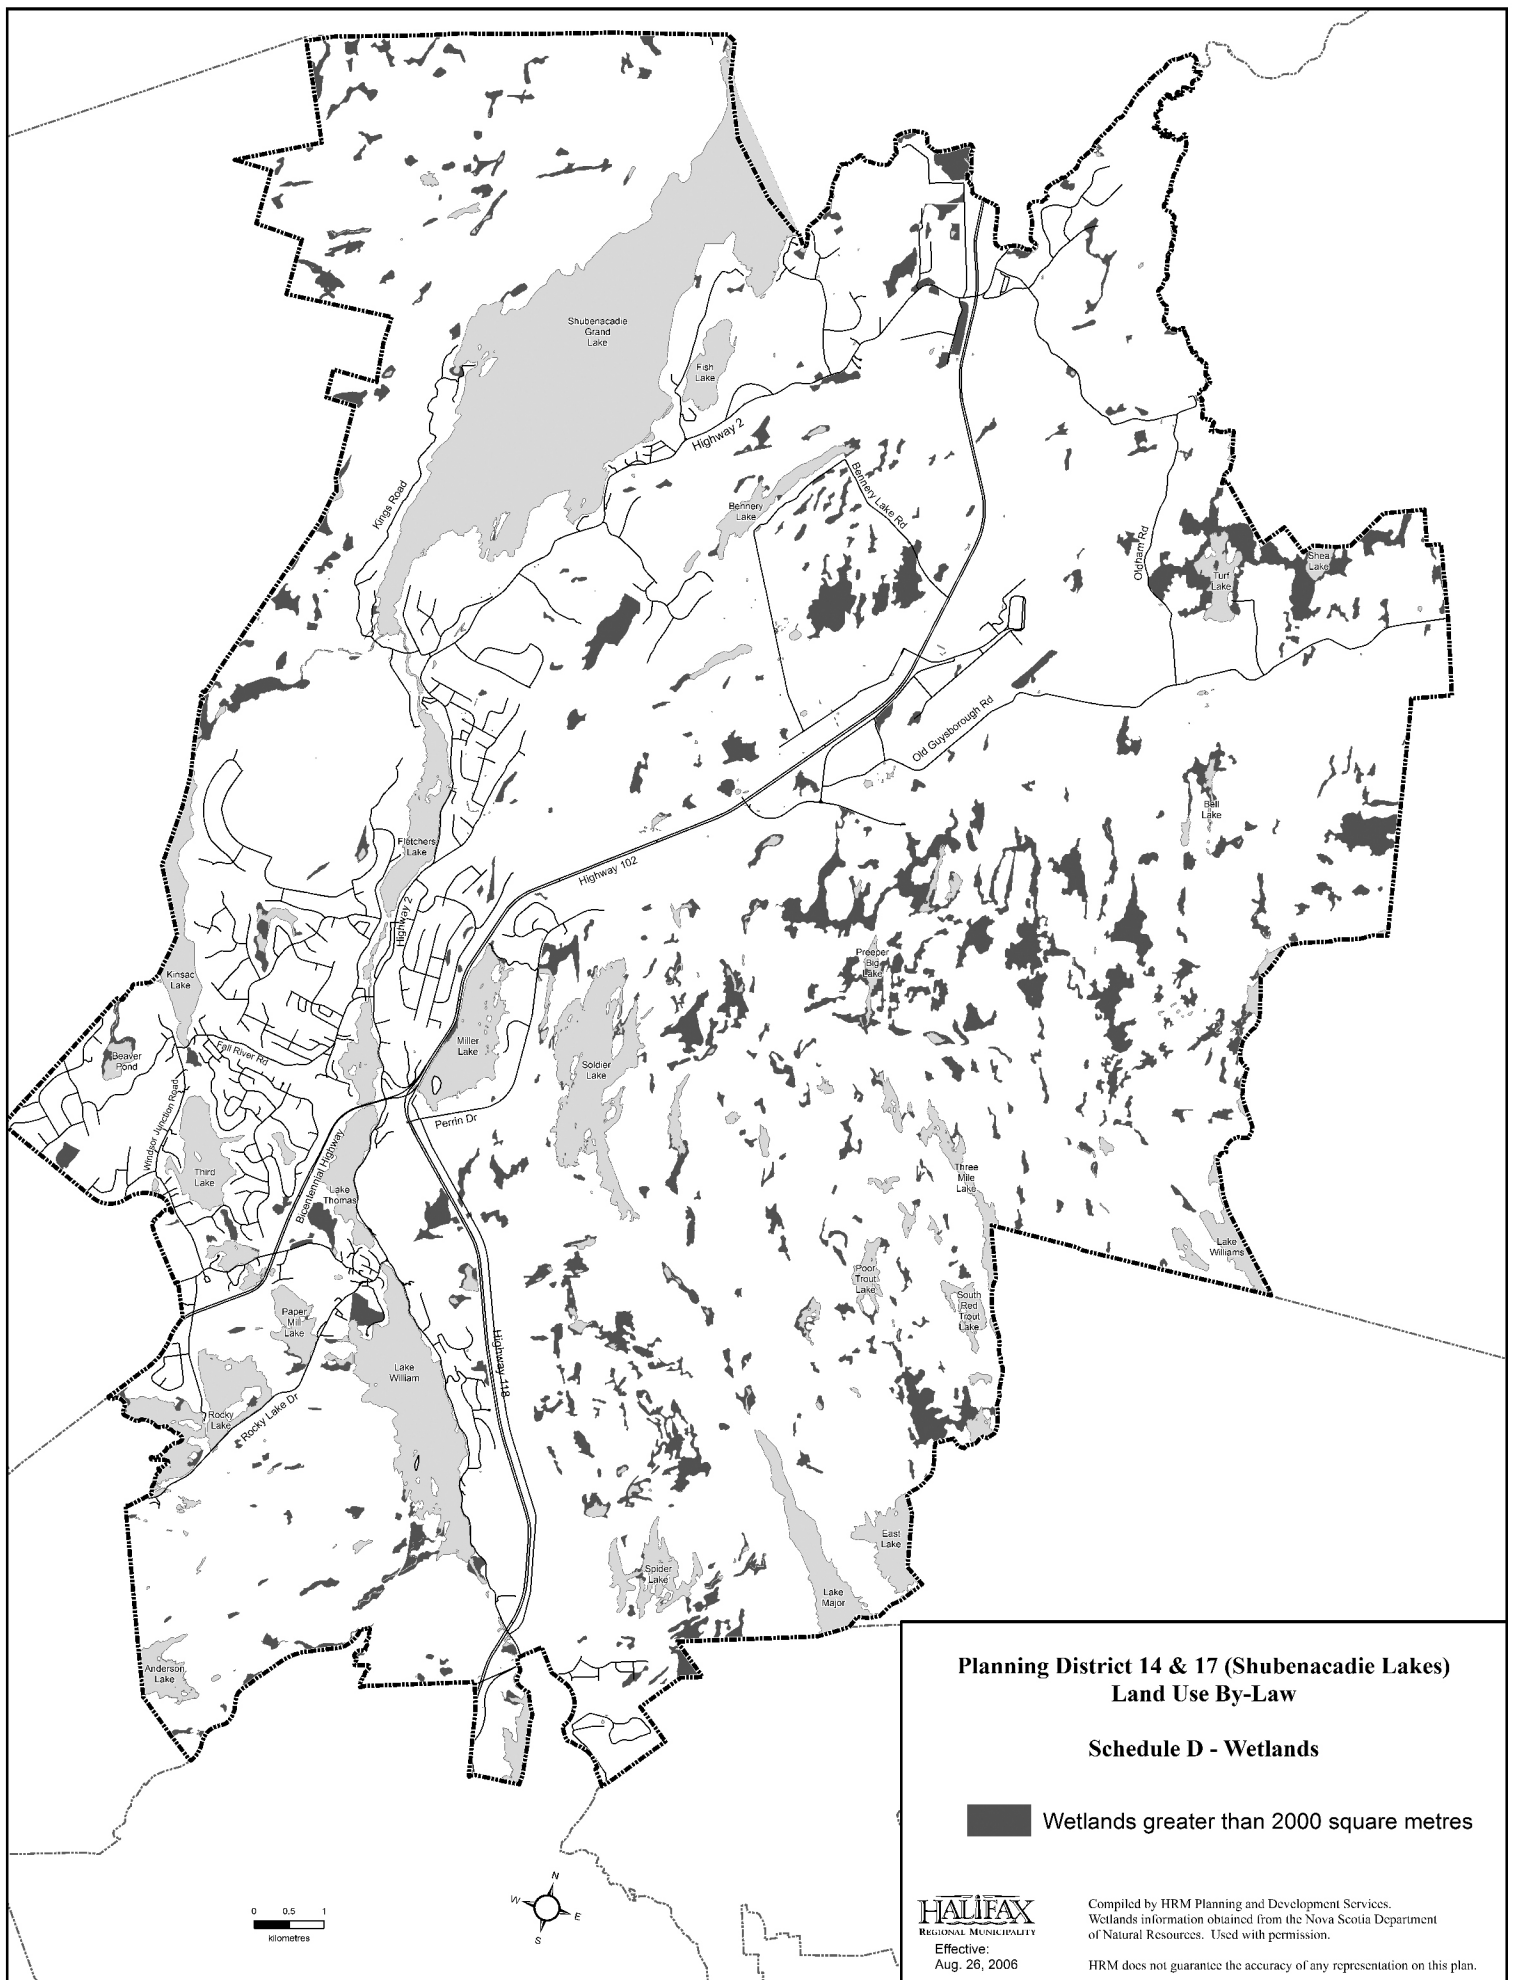 Shubenacadie
Grand
Lake
Fish
Lake
Highway 2
Kings Road
Bennery
Lake
Bennery Lake Rd
Oldham Rd
Turf
Lake
Shea
Lake
Old Guysborough Rd
Bell
Lake
Fletchers
Lake
Highway 102
Highway 2
Kinsac
Lake
Preeper
Big
Lake
Beaver
Pond
Fall River Rd
Miller
Lake
Soldier
Lake
Windsor Junction Road
Perrin Dr
Third
Lake
Bicentennial Highway
Lake
Thomas
Three
Mile
Lake
Lake
Williams
Poor
Trout
Lake
South
Red
Trout
Lake
Paper
Mill
Lake
Highway 118
Lake
William
Rocky
Lake
Rocky Lake Dr
East
Lake
Spider
Lake
Lake
Major
Anderson
Lake
Planning District 14 & 17 (Shubenacadie Lakes)
Land Use By-Law
Schedule D - Wetlands
Wetlands greater than 2000 square metres
HALIFAX
REGIONAL MUNICIPALITY
Effective:
Aug. 26, 2006
Compiled by HRM Planning and Development Services.
Wetlands information obtained from the Nova Scotia Department
of Natural Resources. Used with permission.
HRM does not guarantee the accuracy of any representation on this plan.
0 0.5 1
kilometres
N
W
E
S